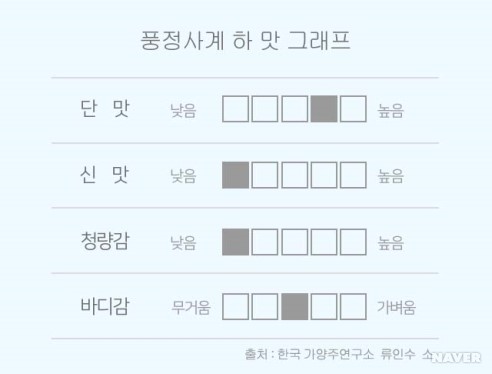 풍정사계 하 맛 그래프
단 맛 낮음 높음
신 맛 낮음 높음
청량감 낮음 높음
바디감 무거움 가벼움
출처 : 한국 가양주연구소 류인수 소
NAVER